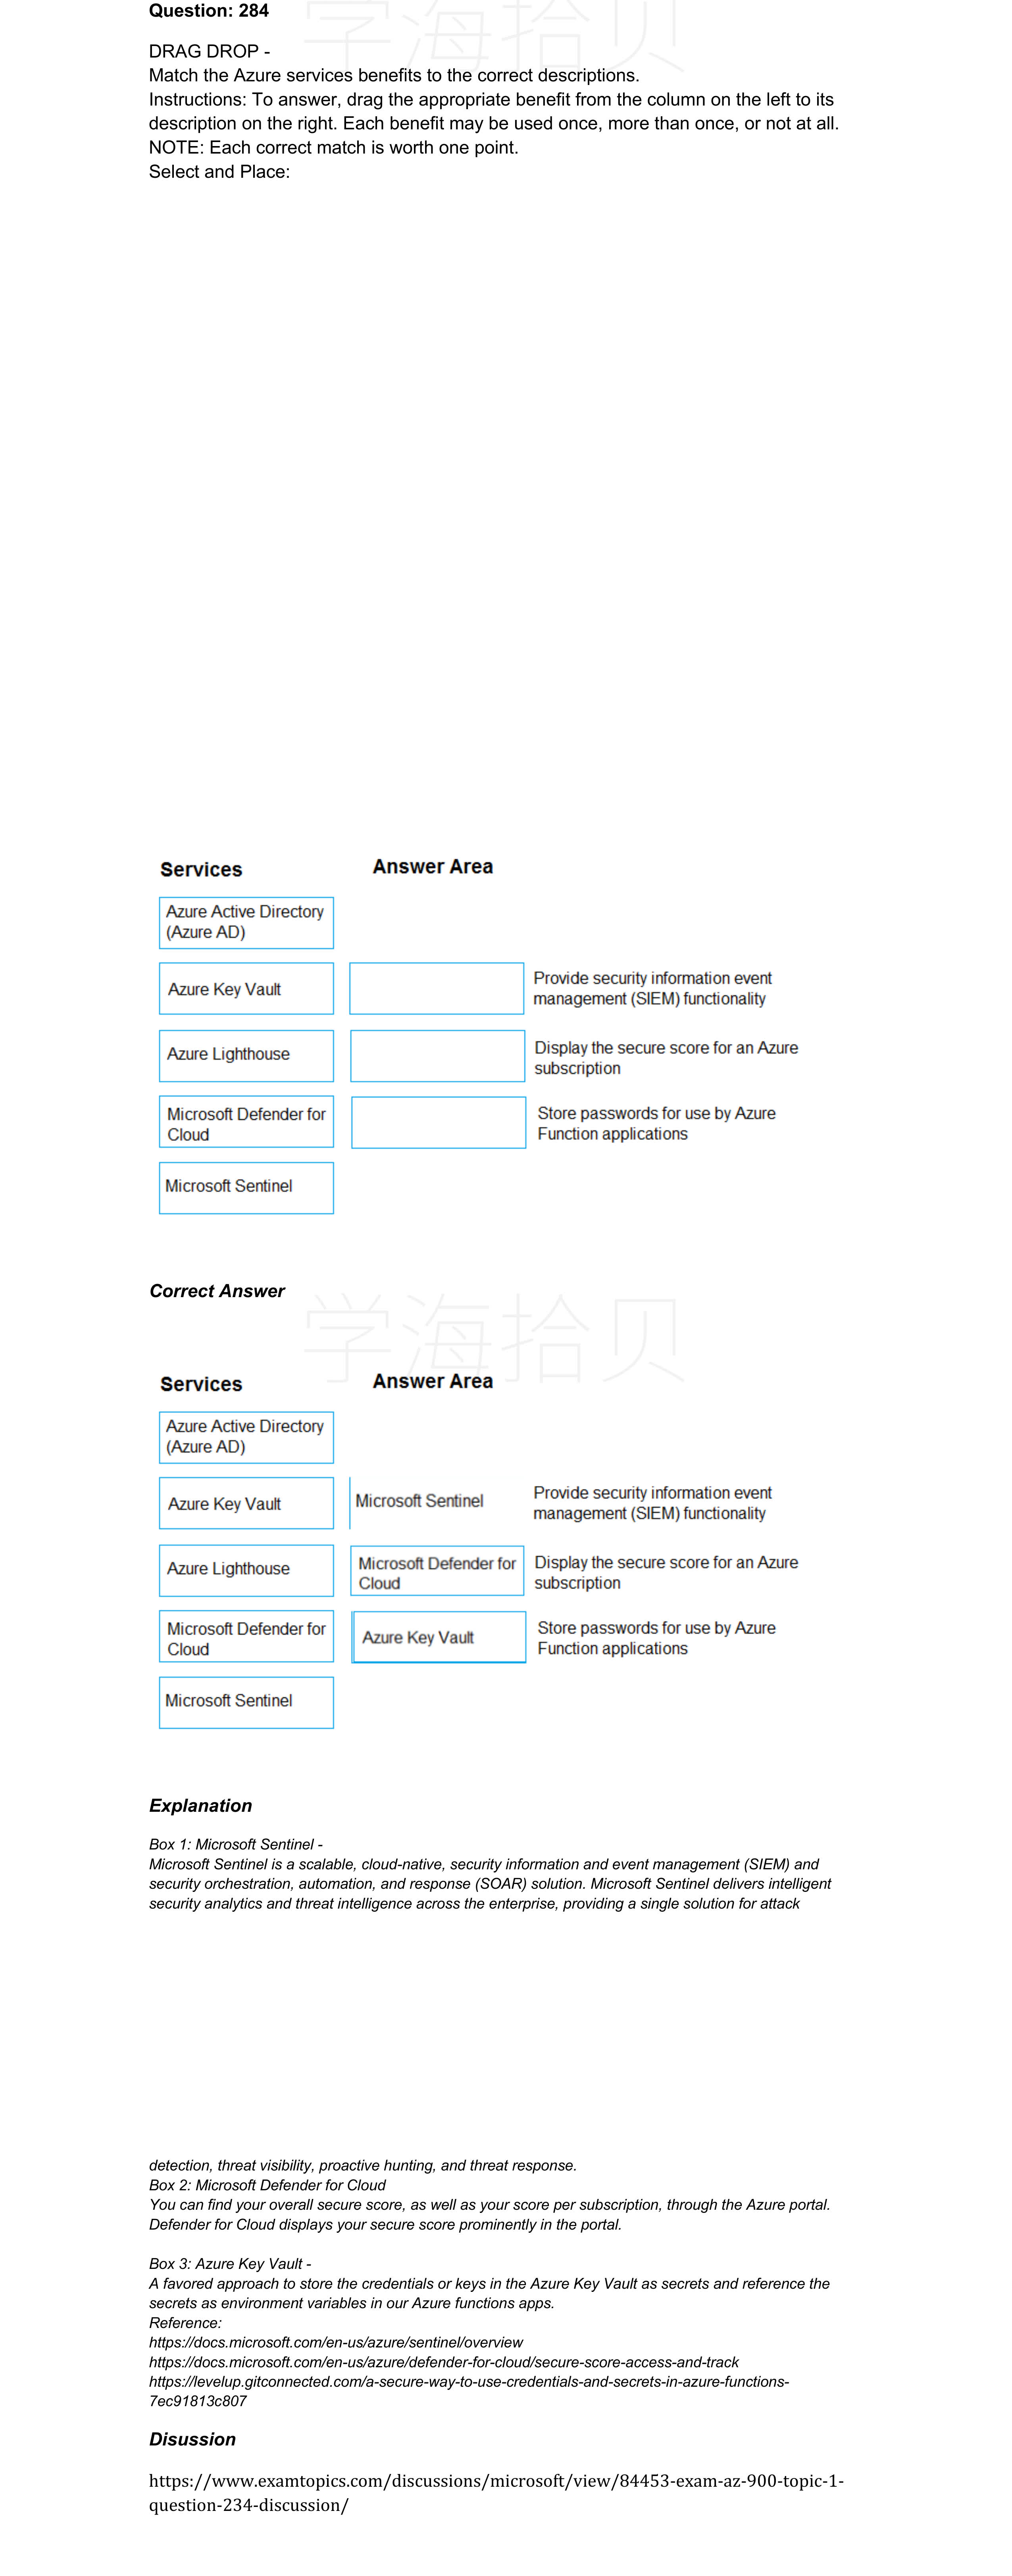 Question: 284
学海拾贝
DRAG DROP -
Match the Azure services benefits to the correct descriptions.
Instructions: To answer, drag the appropriate benefit from the column on the left to its
description on the right. Each benefit may be used once, more than once, or not at all.
NOTE: Each correct match is worth one point.
Select and Place:
Services
Answer Area
Azure Active Directory
(Azure AD)
Azure Key Vault
Provide security information event
management (SIEM) functionality
Azure Lighthouse
Display the secure score for an Azure
subscription
Microsoft Defender for
Cloud
Store passwords for use by Azure
Function applications
Microsoft Sentinel
Correct Answer
学海拾贝
Services
Answer Area
Azure Active Directory
(Azure AD)
Azure Key Vault
Microsoft Sentinel
Provide security information event
management (SIEM) functionality
Azure Lighthouse
Microsoft Defender for
Cloud
Display the secure score for an Azure
subscription
Microsoft Defender for
Cloud
Azure Key Vault
Store passwords for use by Azure
Function applications
Microsoft Sentinel
Explanation
Box 1: Microsoft Sentinel -
Microsoft Sentinel is a scalable, cloud-native, security information and event management (SIEM) and
security orchestration, automation, and response (SOAR) solution. Microsoft Sentinel delivers intelligent
security analytics and threat intelligence across the enterprise, providing a single solution for attack
detection, threat visibility, proactive hunting, and threat response.
Box 2: Microsoft Defender for Cloud
You can find your overall secure score, as well as your score per subscription, through the Azure portal.
Defender for Cloud displays your secure score prominently in the portal.
Box 3: Azure Key Vault -
A favored approach to store the credentials or keys in the Azure Key Vault as secrets and reference the
secrets as environment variables in our Azure functions apps.
Reference:
https://docs.microsoft.com/en-us/azure/sentinel/overview
https://docs.microsoft.com/en-us/azure/defender-for-cloud/secure-score-access-and-track
https://levelup.gitconnected.com/a-secure-way-to-use-credentials-and-secrets-in-azure-functions-
7ec91813c807
Disussion
https://www.examtopics.com/discussions/microsoft/view/84453-exam-az-900-topic-1-
question-234-discussion/